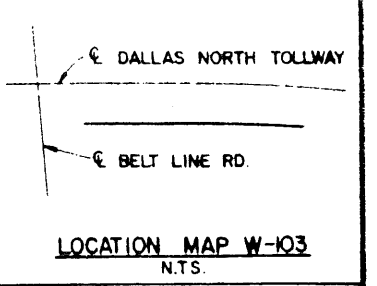 ℄ DALLAS NORTH TOLLWAY
℄ BELT LINE RD.
LOCATION MAP W-103
N.T.S.